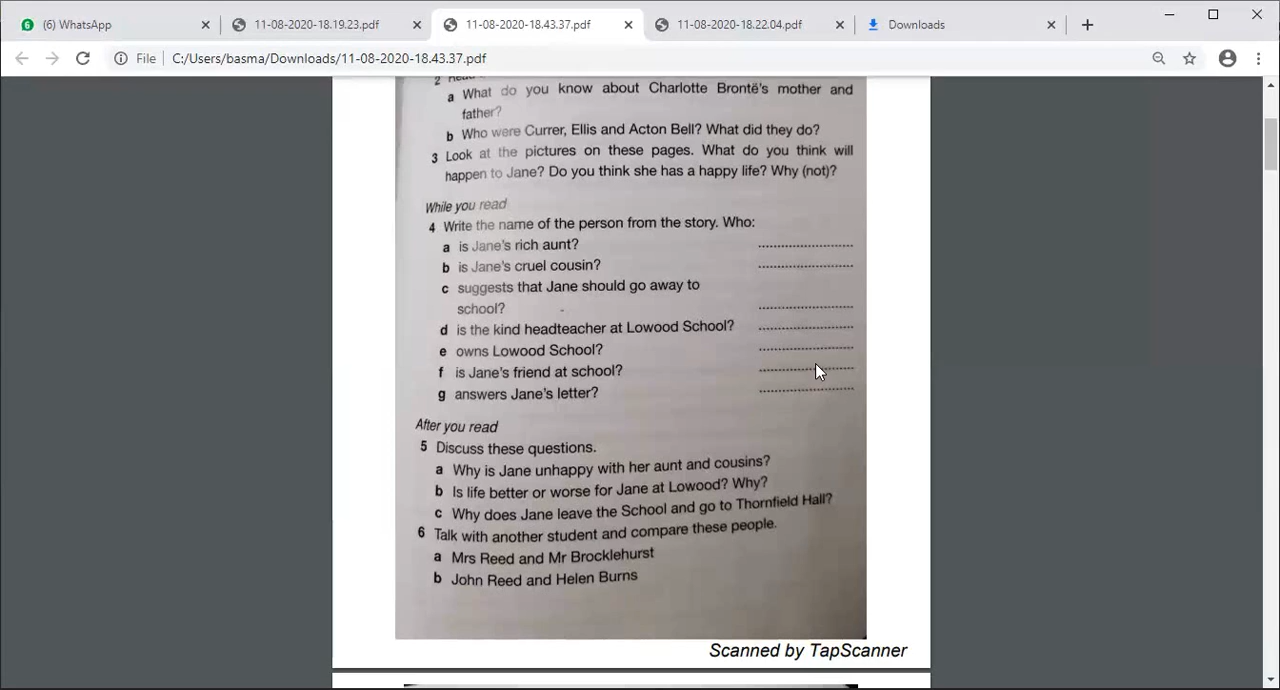 (6) WhatsApp
11-08-2020-18.19.23.pdf
11-08-2020-18.43.37.pdf
11-08-2020-18.22.04.pdf
Downloads
File C:/Users/basma/Downloads/11-08-2020-18.43.37.pdf
2
a What do you know about Charlotte Brontë's mother and
father?
b Who were Currer, Ellis and Acton Bell? What did they do?
3 Look at the pictures on these pages. What do you think will
happen to Jane? Do you think she has a happy life? Why (not)?
While you read
4 Write the name of the person from the story. Who:
a is Jane's rich aunt?
b is Jane's cruel cousin?
c suggests that Jane should go away to
school?
d is the kind headteacher at Lowood School?
e owns Lowood School?
f is Jane's friend at school?
g answers Jane's letter?
After you read
5 Discuss these questions.
a Why is Jane unhappy with her aunt and cousins?
b Is life better or worse for Jane at Lowood? Why?
c Why does Jane leave the School and go to Thornfield Hall?
6 Talk with another student and compare these people.
a Mrs Reed and Mr Brocklehurst
b John Reed and Helen Burns
Scanned by TapScanner